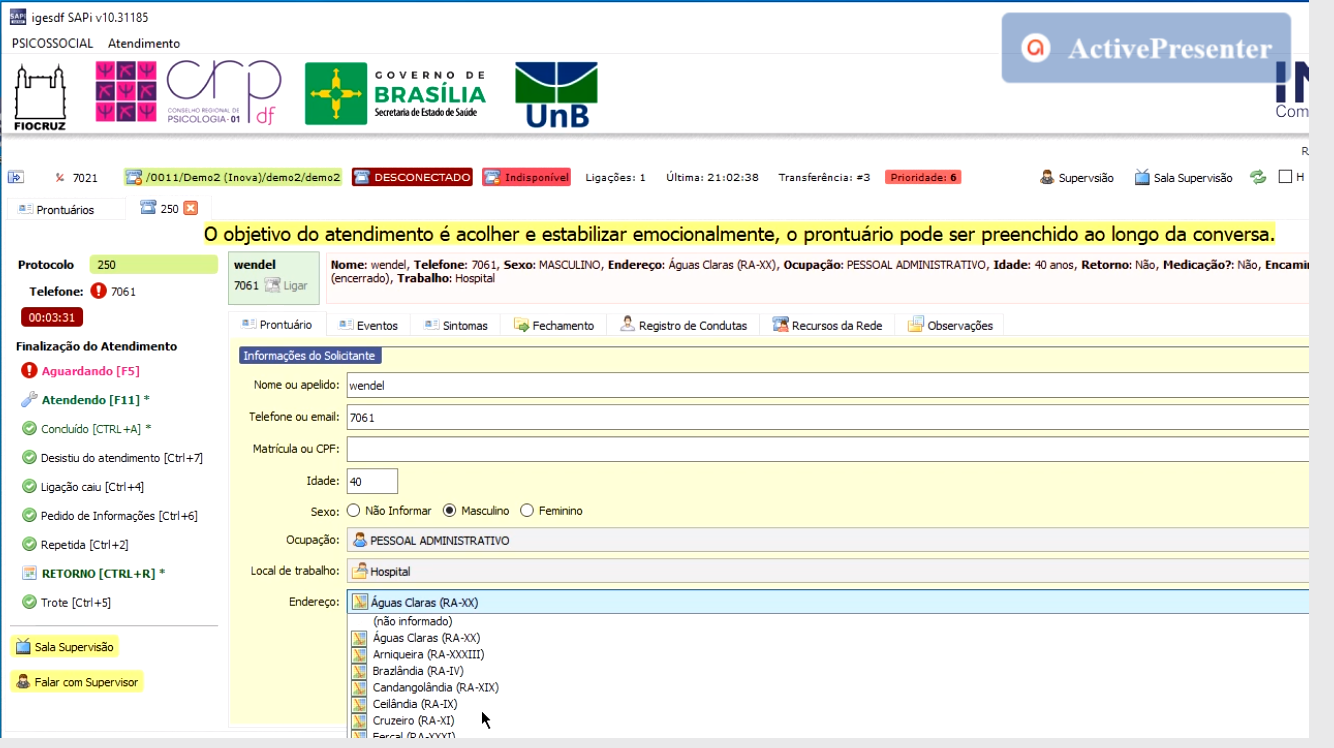 igesdf SAPi v10.31185
PSICOSSOCIAL Atendimento
ActivePresenter
FIOCRUZ
crp df
CONSELHO REGIONAL DE PSICOLOGIA-01
GOVERNO DE
BRASÍLIA
Secretaria de Estado de Saúde
UnB
7021 /0011/Demo2 (Inova)/demo2/demo2 DESCONECTADO Indisponível Ligações: 1 Última: 21:02:38 Transferência: #3 Prioridade: 6 Supervsião Sala Supervisão H
Prontuários 250
O objetivo do atendimento é acolher e estabilizar emocionalmente, o prontuário pode ser preenchido ao longo da conversa.
Protocolo 250
Telefone: 7061
00:03:31
wendel
7061 Ligar
Nome: wendel, Telefone: 7061, Sexo: MASCULINO, Endereço: Águas Claras (RA-XX), Ocupação: PESSOAL ADMINISTRATIVO, Idade: 40 anos, Retorno: Não, Medicação?: Não, Encami
(encerrado), Trabalho: Hospital
Prontuário Eventos Sintomas Fechamento Registro de Condutas Recursos da Rede Observações
Finalização do Atendimento
Aguardando [F5]
Atendendo [F11] *
Concluído [CTRL+A] *
Desistiu do atendimento [Ctrl+7]
Ligação caiu [Ctrl+4]
Pedido de Informações [Ctrl+6]
Repetida [Ctrl+2]
RETORNO [CTRL+R] *
Trote [Ctrl+5]
Sala Supervisão
Falar com Supervisor
Informações do Solicitante
Nome ou apelido: wendel
Telefone ou email: 7061
Matrícula ou CPF:
Idade: 40
Sexo: Não Informar Masculino Feminino
Ocupação: PESSOAL ADMINISTRATIVO
Local de trabalho: Hospital
Endereço: Águas Claras (RA-XX)
(não informado)
Águas Claras (RA-XX)
Arniqueira (RA-XXXIII)
Brazlândia (RA-IV)
Candangolândia (RA-XIX)
Ceilândia (RA-IX)
Cruzeiro (RA-XI)
Fercal (RA-XXXI)